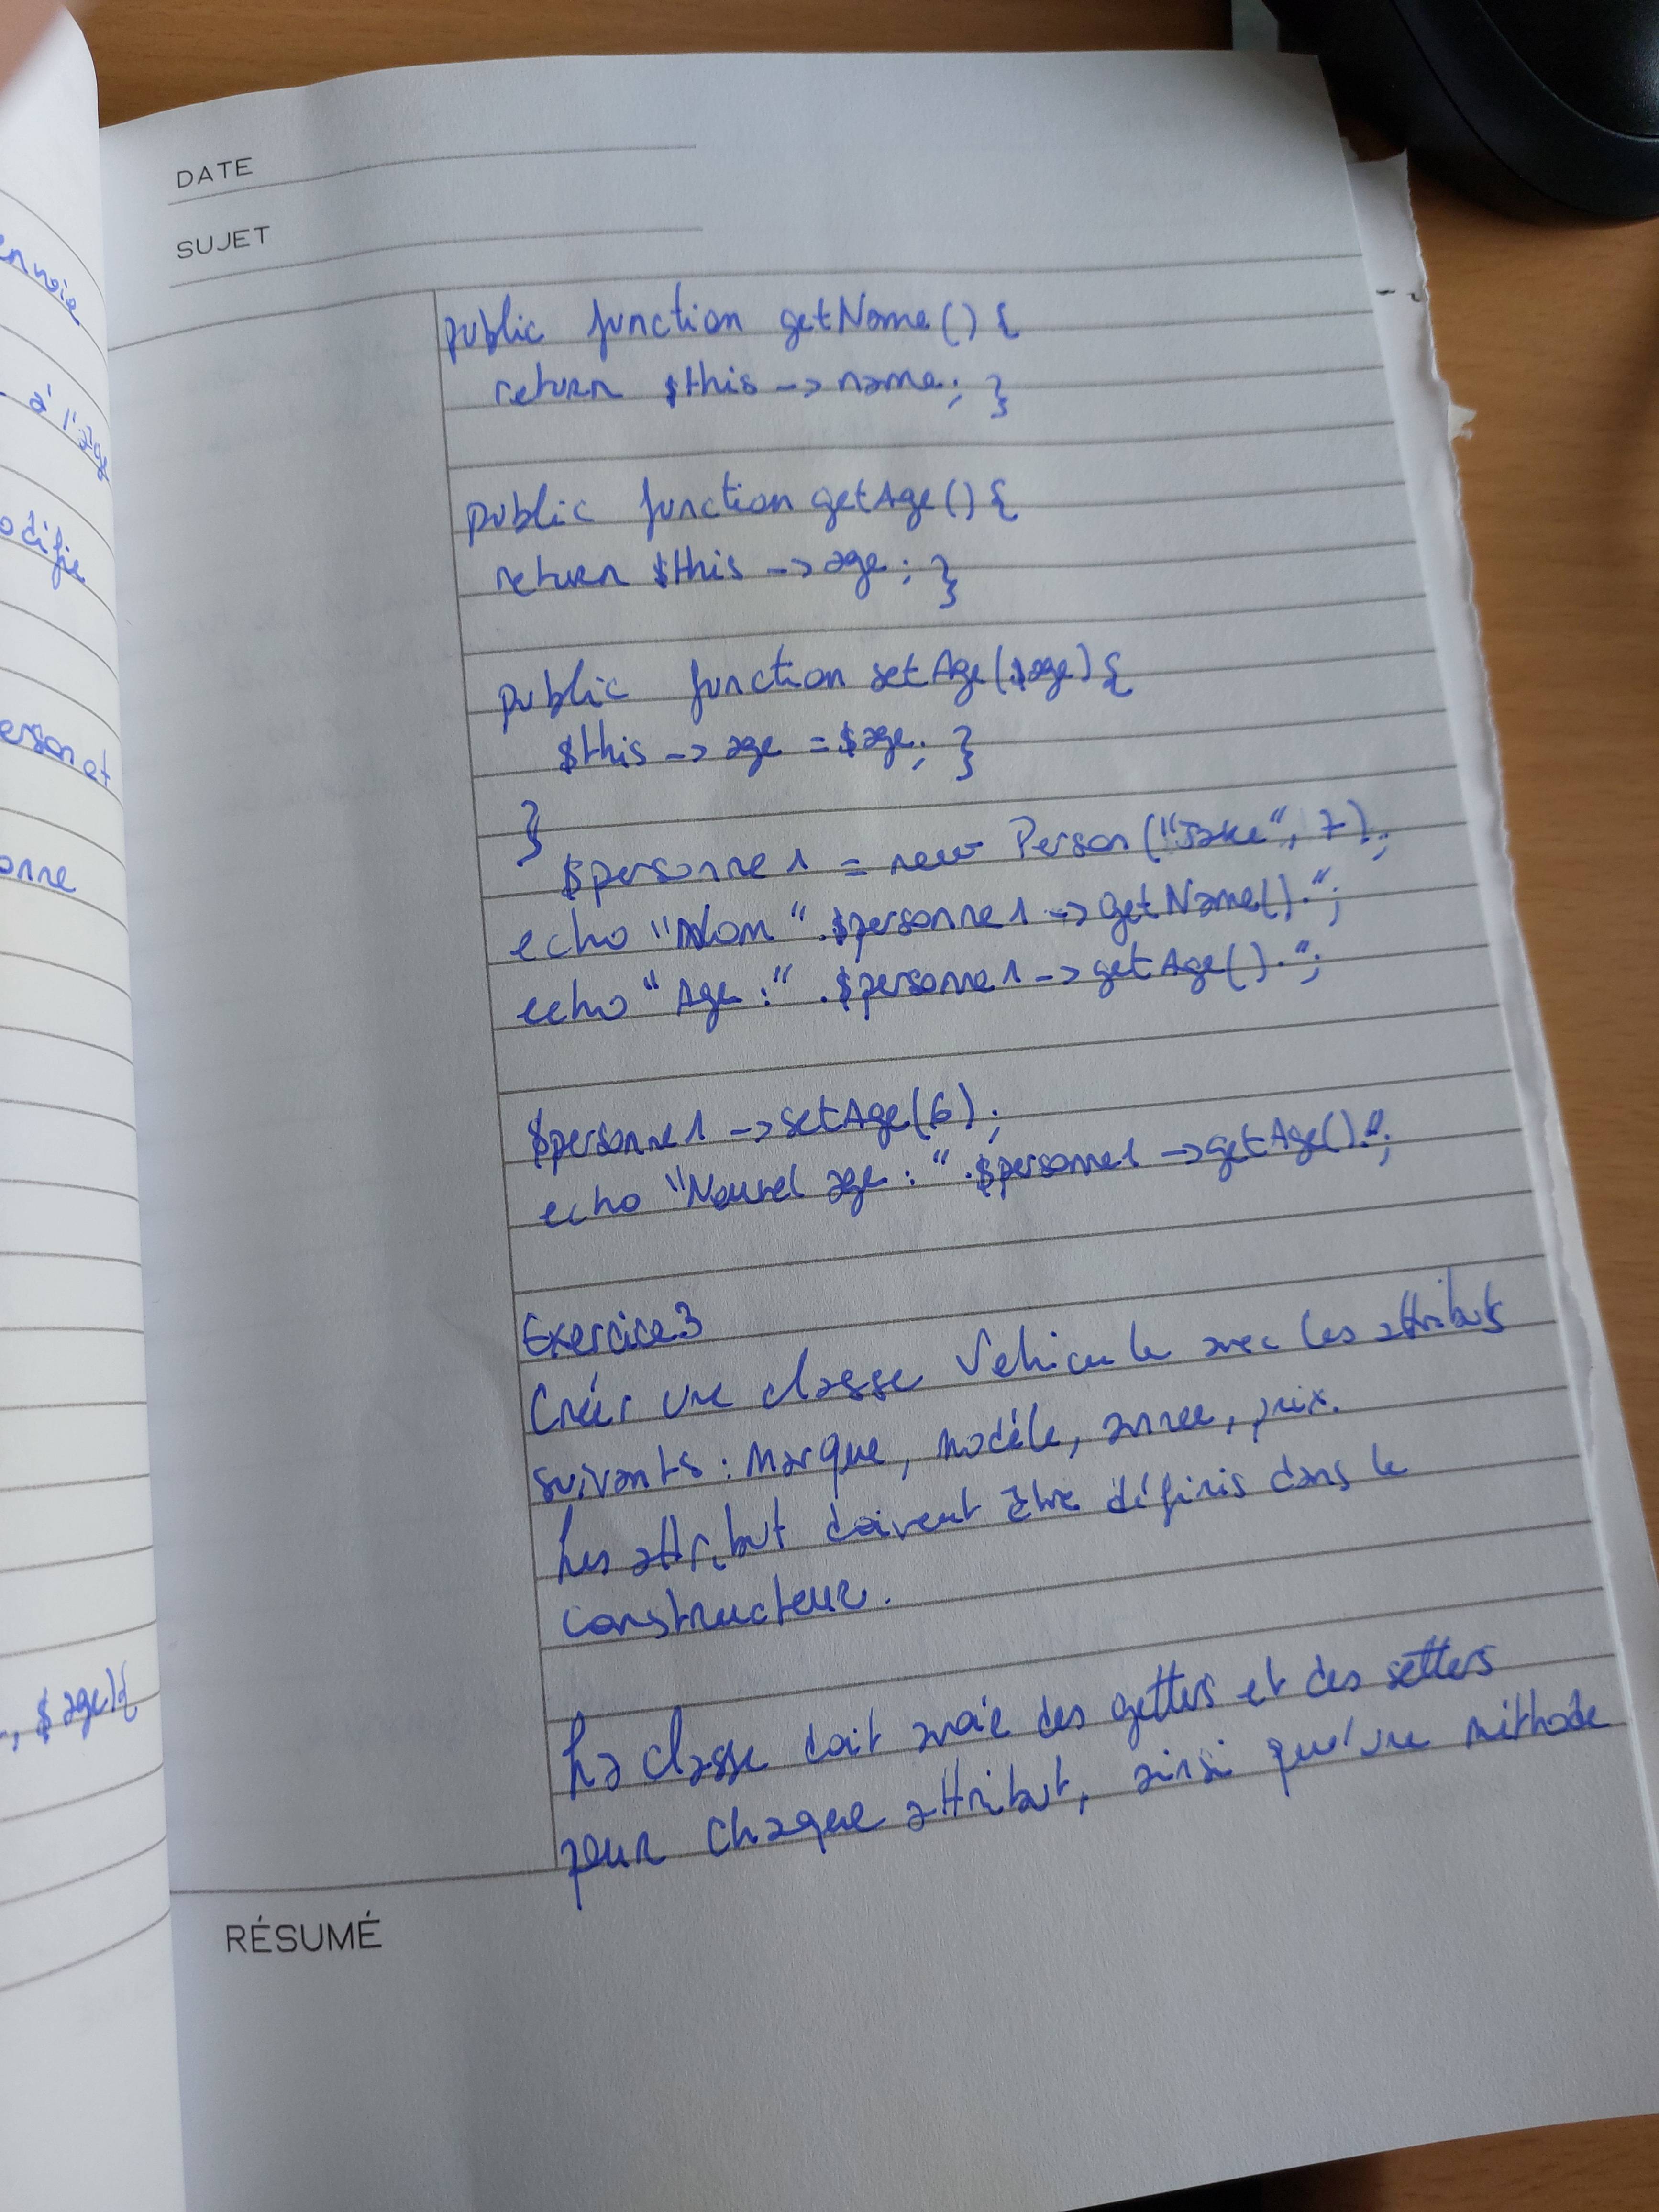 ennoie
à l'age
odifie
erson et
onne
, $age){
DATE
SUJET
public function getName() {
return $this -> name; }
public function getAge() {
return $this -> age; }
public function setAge($age) {
$this -> age = $age; }
}
$personne1 = new Person("Jake", 7);
echo "Nom" . $personne1 -> getName().";
echo "Age :" . $personne1 -> getAge().";
$personne1 -> setAge(6);
echo "Nouvel age : " . $personne1 -> getAge().";
Exercice 3
Créer une classe Vehicule avec les attributs
suivants : Marque, modèle, annee, prix.
Les attribut doivent être définis dans le
constructeur.
La classe doit avoir des getters et des setters
pour chaque attribut, ainsi qu'une méthode
RÉSUMÉ